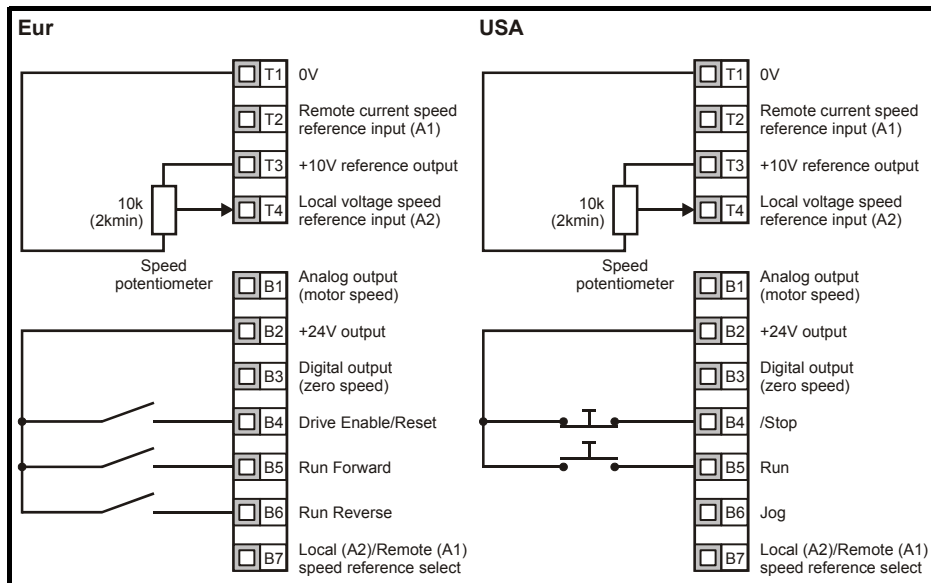 Eur
T1 0V
T2 Remote current speed
reference input (A1)
T3 +10V reference output
10k
(2kmin)
T4 Local voltage speed
reference input (A2)
Speed
potentiometer
B1 Analog output
(motor speed)
B2 +24V output
B3 Digital output
(zero speed)
B4 Drive Enable/Reset
B5 Run Forward
B6 Run Reverse
B7 Local (A2)/Remote (A1)
speed reference select
USA
T1 0V
T2 Remote current speed
reference input (A1)
T3 +10V reference output
10k
(2kmin)
T4 Local voltage speed
reference input (A2)
Speed
potentiometer
B1 Analog output
(motor speed)
B2 +24V output
B3 Digital output
(zero speed)
B4 /Stop
B5 Run
B6 Jog
B7 Local (A2)/Remote (A1)
speed reference select